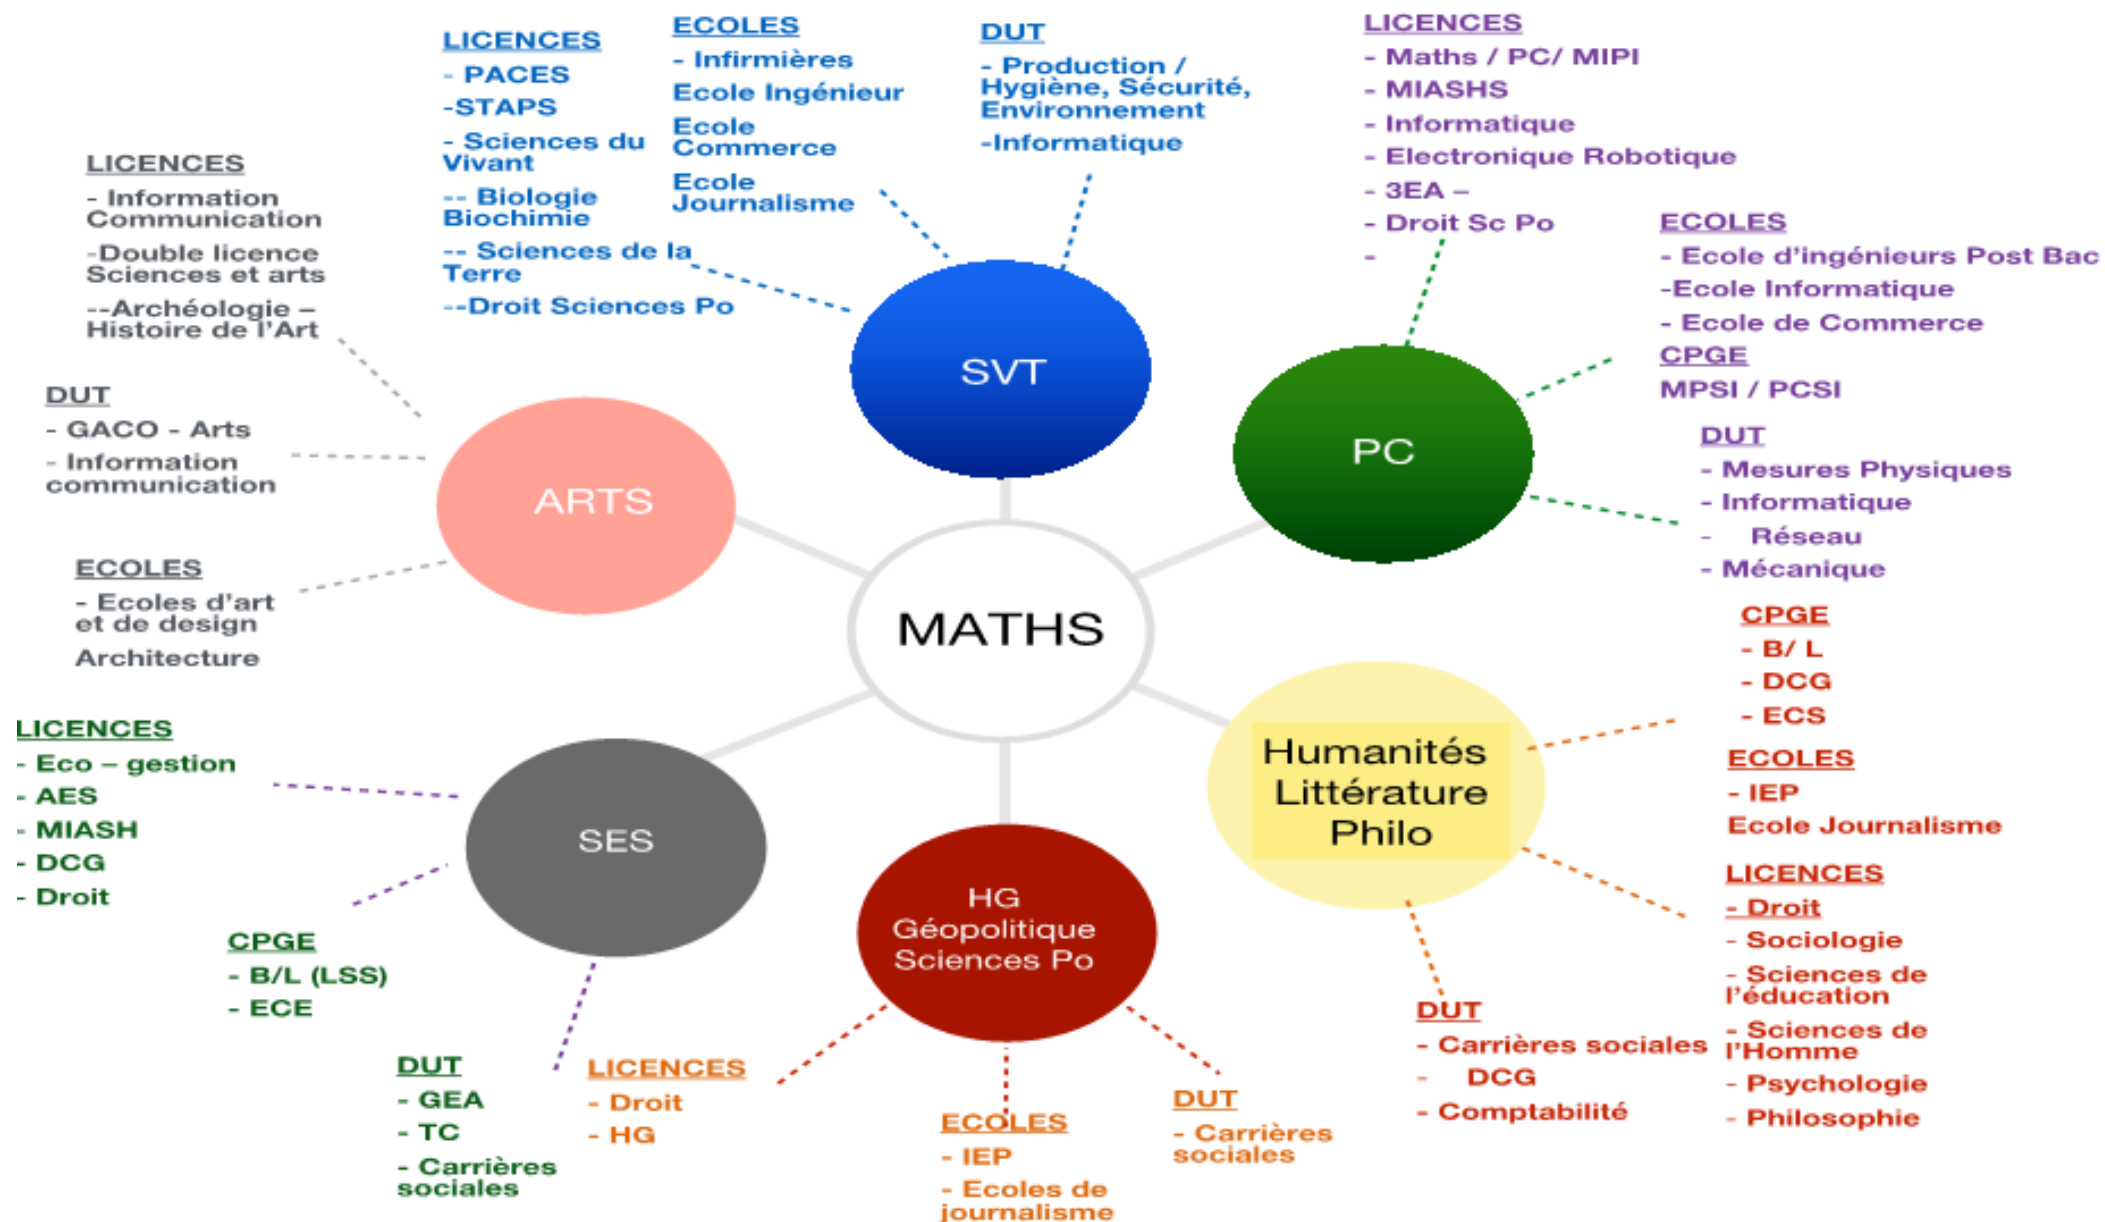 LICENCES
- PACES
-STAPS
- Sciences du
Vivant
-- Biologie
Biochimie
-- Sciences de la
Terre
--Droit Sciences Po
ECOLES
- Infirmières
Ecole Ingénieur
Ecole
Commerce
Ecole
Journalisme
DUT
- Production /
Hygiène, Sécurité,
Environnement
-Informatique
LICENCES
- Maths / PC/ MIPI
- MIASHS
- Informatique
- Electronique Robotique
- 3EA –
- Droit Sc Po
-
ECOLES
- Ecole d'ingénieurs Post Bac
-Ecole Informatique
- Ecole de Commerce
CPGE
MPSI / PCSI
DUT
- Mesures Physiques
- Informatique
- Réseau
- Mécanique
LICENCES
- Information
Communication
-Double licence
Sciences et arts
--Archéologie –
Histoire de l'Art
DUT
- GACO - Arts
- Information
communication
ECOLES
- Ecoles d'art
et de design
Architecture
SVT
PC
ARTS
MATHS
Humanités
Littérature
Philo
SES
HG
Géopolitique
Sciences Po
CPGE
- B/ L
- DCG
- ECS
ECOLES
- IEP
Ecole Journalisme
LICENCES
- Droit
- Sociologie
- Sciences de
l'éducation
- Sciences de
l'Homme
- Psychologie
- Philosophie
DUT
- Carrières sociales
- DCG
- Comptabilité
LICENCES
- Eco – gestion
- AES
- MIASH
- DCG
- Droit
CPGE
- B/L (LSS)
- ECE
DUT
- GEA
- TC
- Carrières
sociales
LICENCES
- Droit
- HG
ECOLES
- IEP
- Ecoles de
journalisme
DUT
- Carrières
sociales